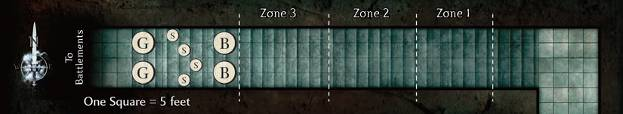 Zone 3 Zone 2 Zone 1
To
Battlements
N
G S B
S
S
G S B
One Square = 5 feet